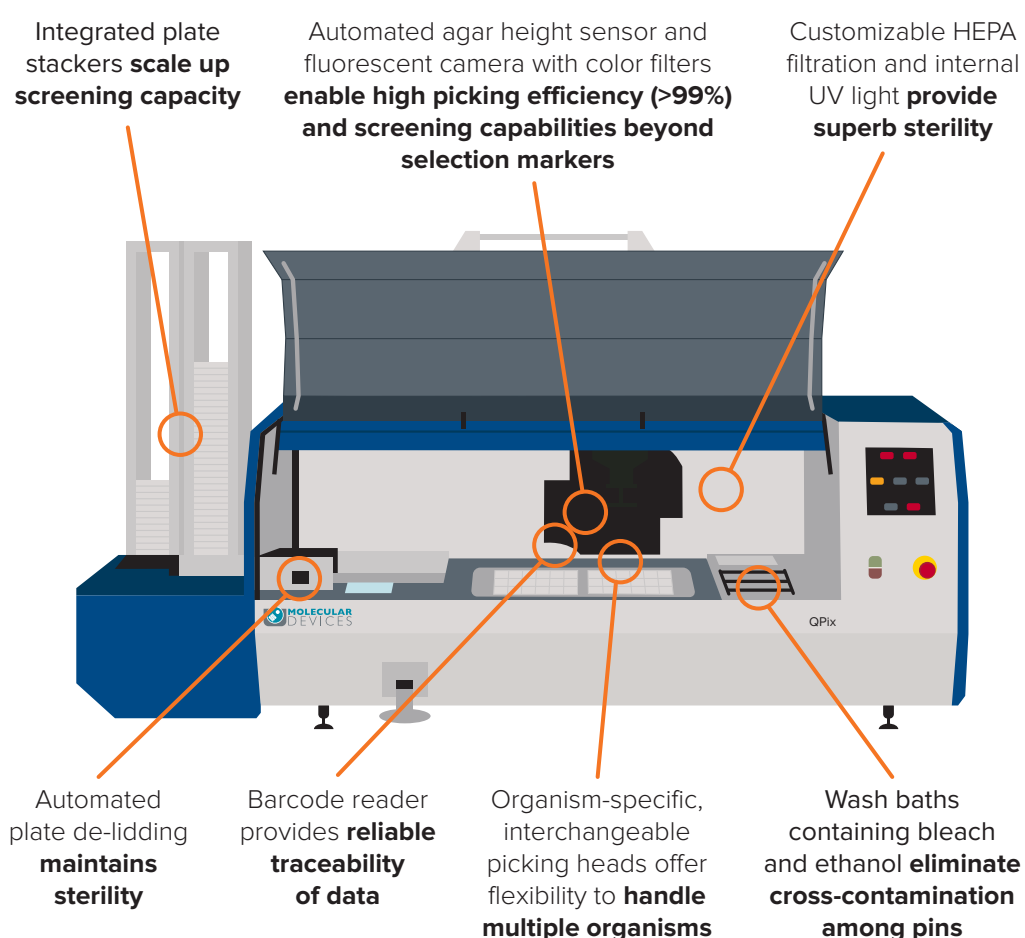 Integrated plate
stackers scale up
screening capacity
Automated agar height sensor and
fluorescent camera with color filters
enable high picking efficiency (>99%)
and screening capabilities beyond
selection markers
Customizable HEPA
filtration and internal
UV light provide
superb sterility
MOLECULAR
DEVICES
QPix
Automated
plate de-lidding
maintains
sterility
Barcode reader
provides reliable
traceability
of data
Organism-specific,
interchangeable
picking heads offer
flexibility to handle
multiple organisms
Wash baths
containing bleach
and ethanol eliminate
cross-contamination
among pins